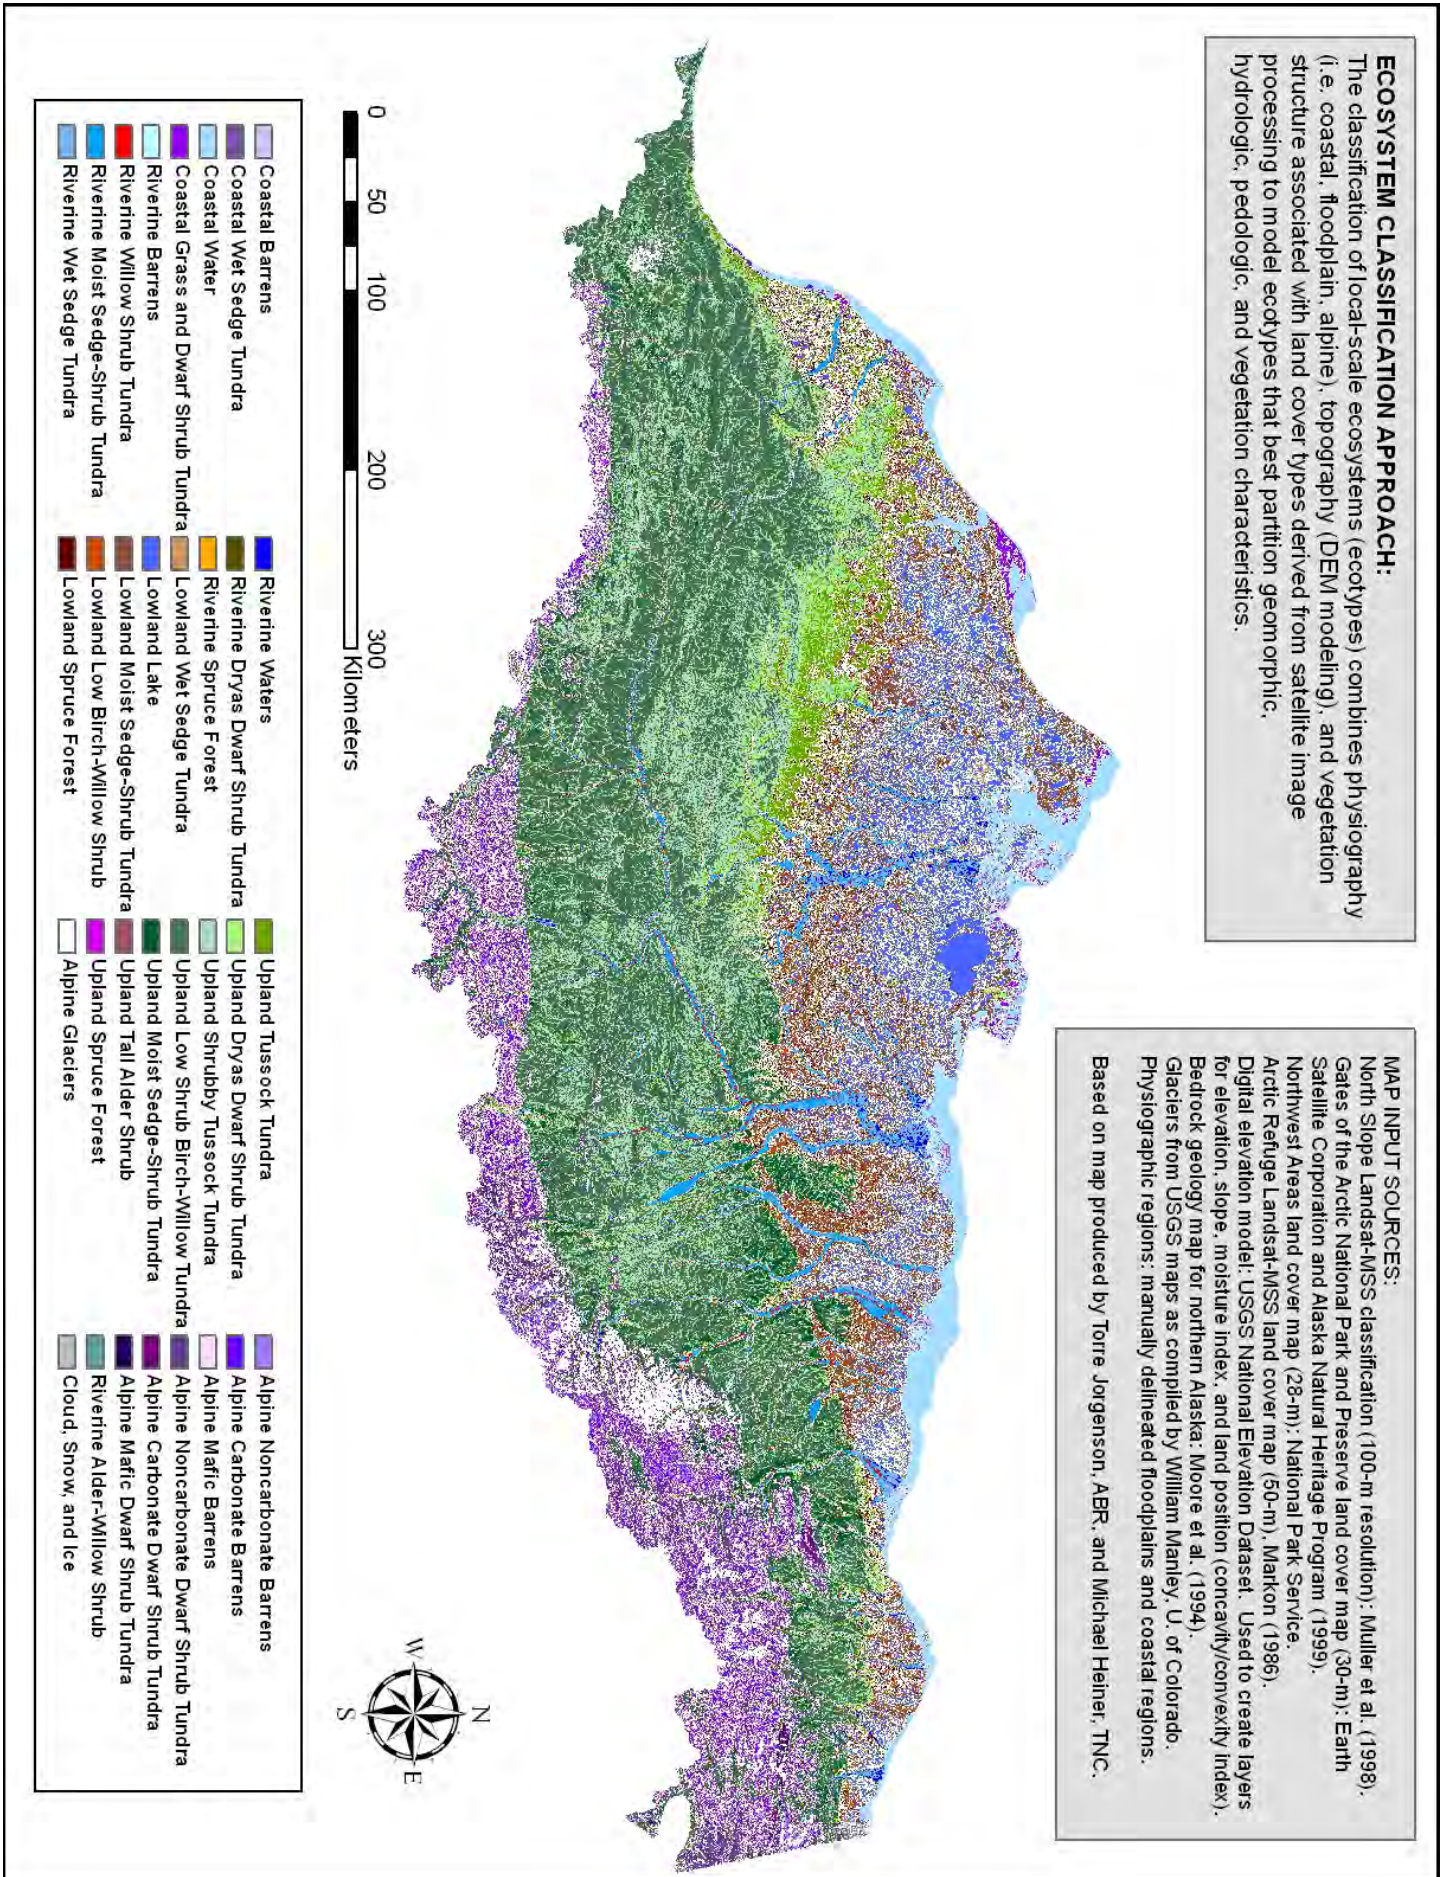 ECOSYSTEM CLASSIFICATION APPROACH:
The classification of local-scale ecosystems (ecotypes) combines physiography
(i.e. coastal, floodplain, alpine), topography (DEM modeling), and vegetation
structure associated with land cover types derived from satellite image
processing to model ecotypes that best partition geomorphic,
hydrologic, pedologic, and vegetation characteristics.
MAP INPUT SOURCES:
North Slope Landsat-MSS classification (100-m resolution): Muller et al. (1998).
Gates of the Arctic National Park and Preserve land cover map (30-m): Earth
Satellite Corporation and Alaska Natural Heritage Program (1999).
Northwest Areas land cover map (28-m): National Park Service.
Arctic Refuge Landsat-MSS land cover map (50-m), Markon (1986).
Digital elevation model: USGS National Elevation Dataset. Used to create layers
for elevation, slope, moisture index, and land position (concavity/convexity index).
Bedrock geology map for northern Alaska: Moore et al. (1994).
Glaciers from USGS maps as compiled by William Manley, U. of Colorado.
Physiographic regions: manually delineated floodplains and coastal regions.
Based on map produced by Torre Jorgenson, ABR, and Michael Heiner, TNC.
0 50 100 200 300
Kilometers
N
W
E
S
Coastal Barrens
Coastal Wet Sedge Tundra
Coastal Water
Coastal Grass and Dwarf Shrub Tundra
Riverine Barrens
Riverine Willow Shrub Tundra
Riverine Moist Sedge-Shrub Tundra
Riverine Wet Sedge Tundra
Riverine Waters
Riverine Dryas Dwarf Shrub Tundra
Riverine Spruce Forest
Lowland Wet Sedge Tundra
Lowland Lake
Lowland Moist Sedge-Shrub Tundra
Lowland Low Birch-Willow Shrub
Lowland Spruce Forest
Upland Tussock Tundra
Upland Dryas Dwarf Shrub Tundra
Upland Shrubby Tussock Tundra
Upland Low Shrub Birch-Willow Tundra
Upland Moist Sedge-Shrub Tundra
Upland Tall Alder Shrub
Upland Spruce Forest
Alpine Glaciers
Alpine Noncarbonate Barrens
Alpine Carbonate Barrens
Alpine Mafic Barrens
Alpine Noncarbonate Dwarf Shrub Tundra
Alpine Carbonate Dwarf Shrub Tundra
Alpine Mafic Dwarf Shrub Tundra
Riverine Alder-Willow Shrub
Cloud, Snow, and Ice